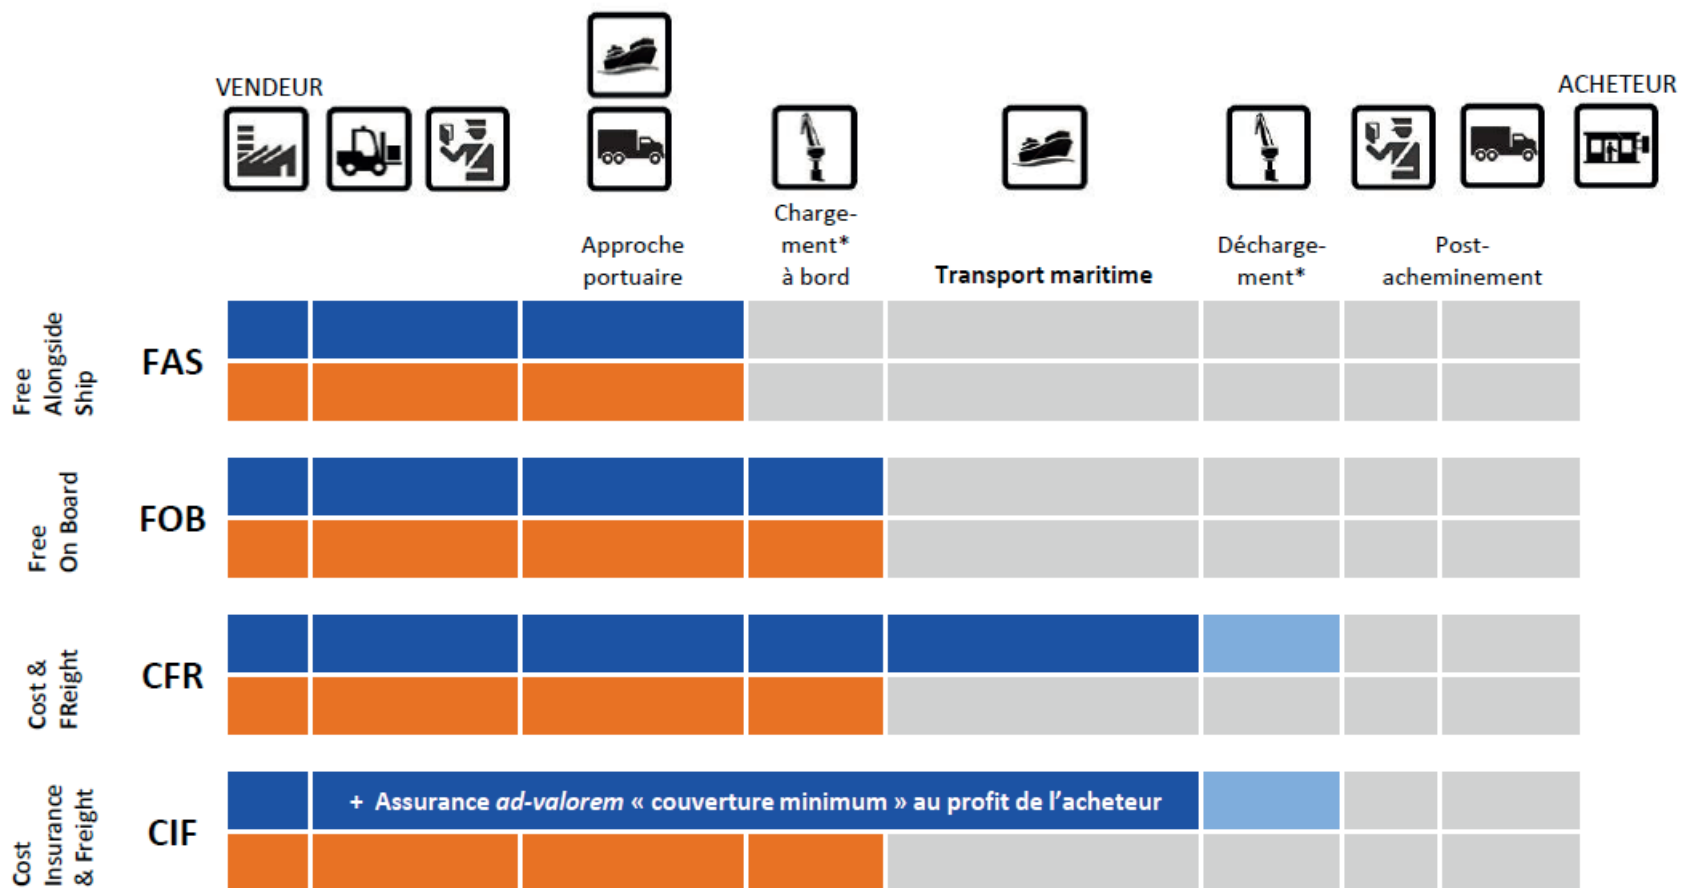 VENDEUR
ACHETEUR
Approche
portuaire
Charge-
ment*
à bord
Transport maritime
Décharge-
ment*
Post-
acheminement
Free
Alongside
Ship
FAS
Free
On Board
FOB
Cost &
FReight
CFR
Cost
Insurance
& Freight
CIF
+ Assurance ad-valorem « couverture minimum » au profit de l'acheteur